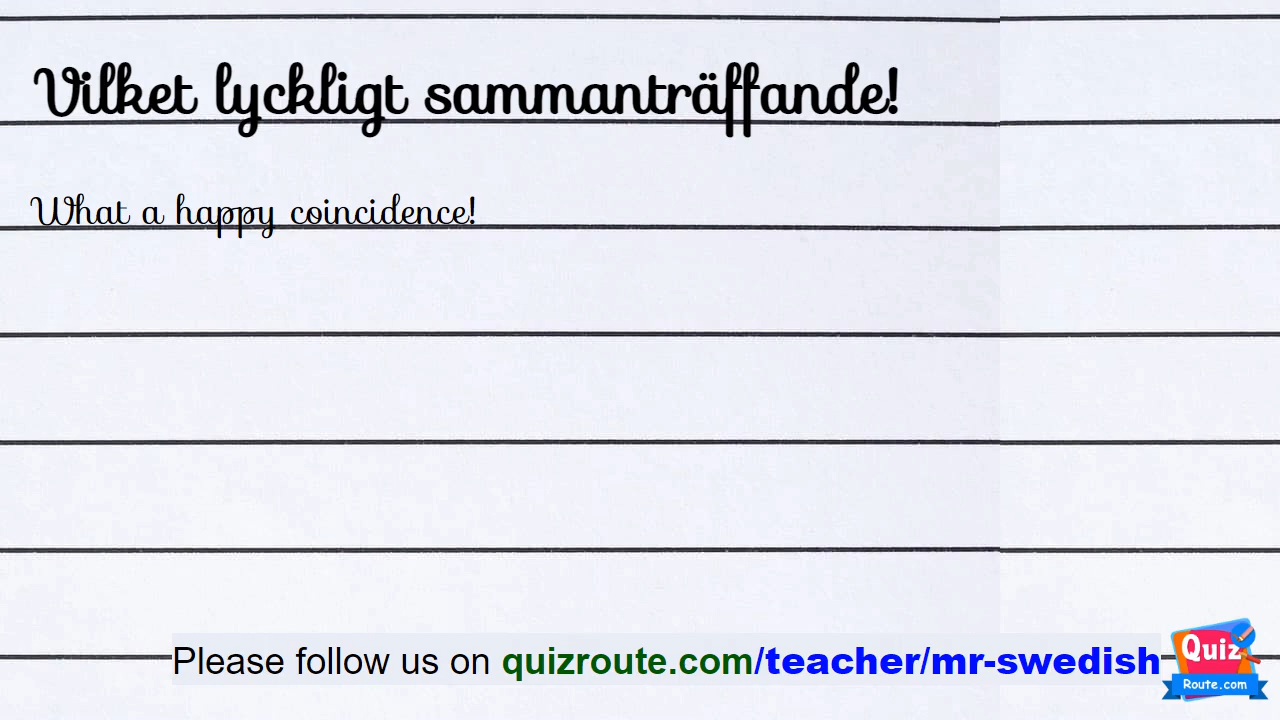 Vilket lyckligt sammanträffande!
What a happy coincidence!
Please follow us on quizroute.com/teacher/mr-swedish
Quiz
Route.com